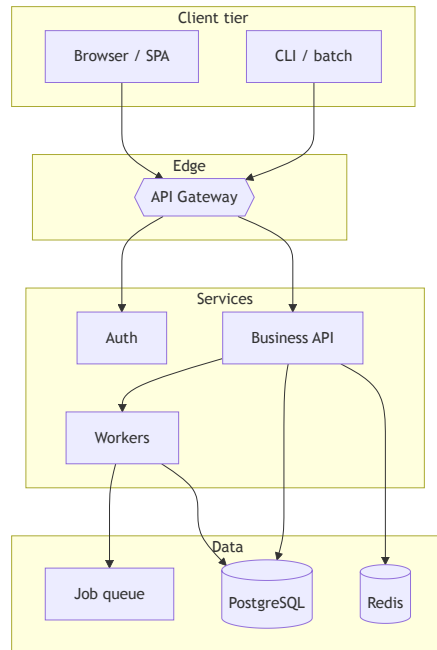 Client tier
Browser / SPA
CLI / batch
Edge
API Gateway
Services
Auth
Business API
Workers
Data
Job queue
PostgreSQL
Redis